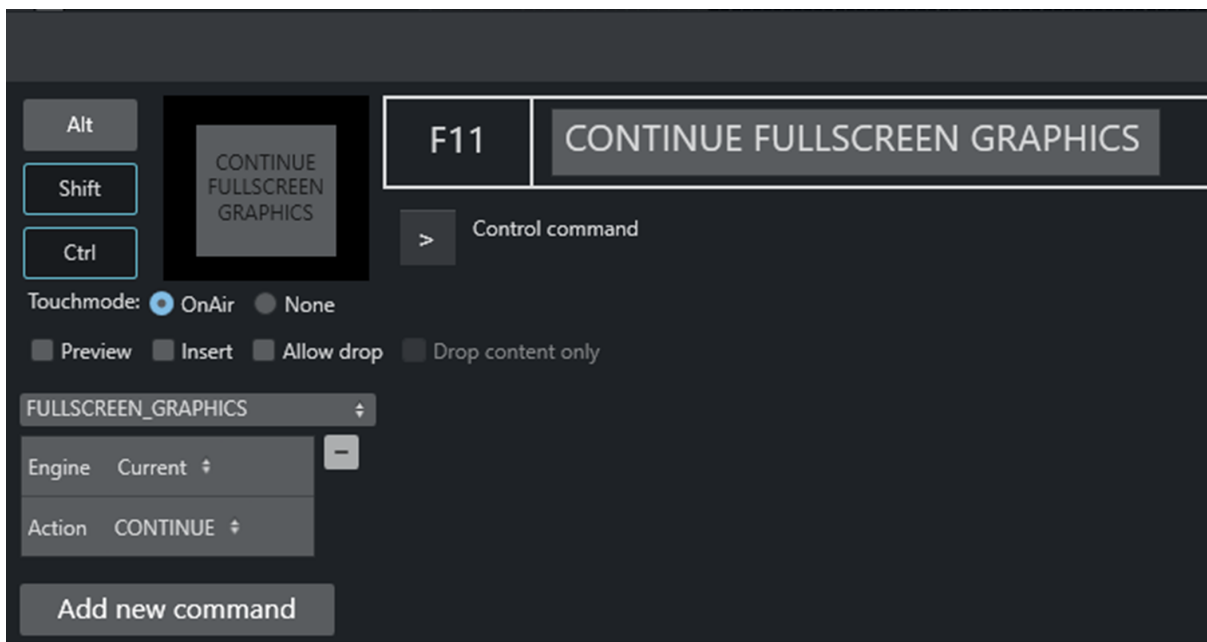 Alt
Shift
Ctrl
CONTINUE
FULLSCREEN
GRAPHICS
F11
CONTINUE FULLSCREEN GRAPHICS
>
Control command
Touchmode: OnAir None
Preview Insert Allow drop Drop content only
FULLSCREEN_GRAPHICS
Engine Current
Action CONTINUE
Add new command